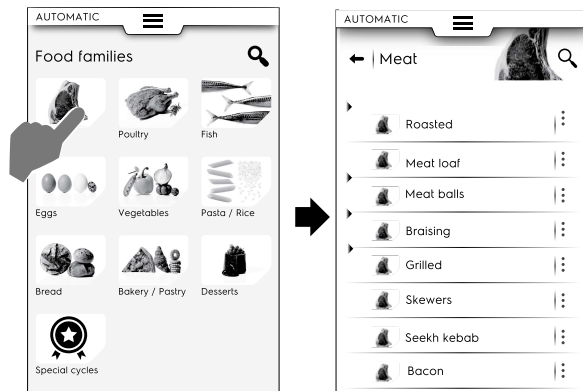 AUTOMATIC
Food families
Poultry
Fish
Eggs
Vegetables
Pasta / Rice
Bread
Bakery / Pastry
Desserts
Special cycles
AUTOMATIC
Meat
Roasted
Meat loaf
Meat balls
Braising
Grilled
Skewers
Seekh kebab
Bacon